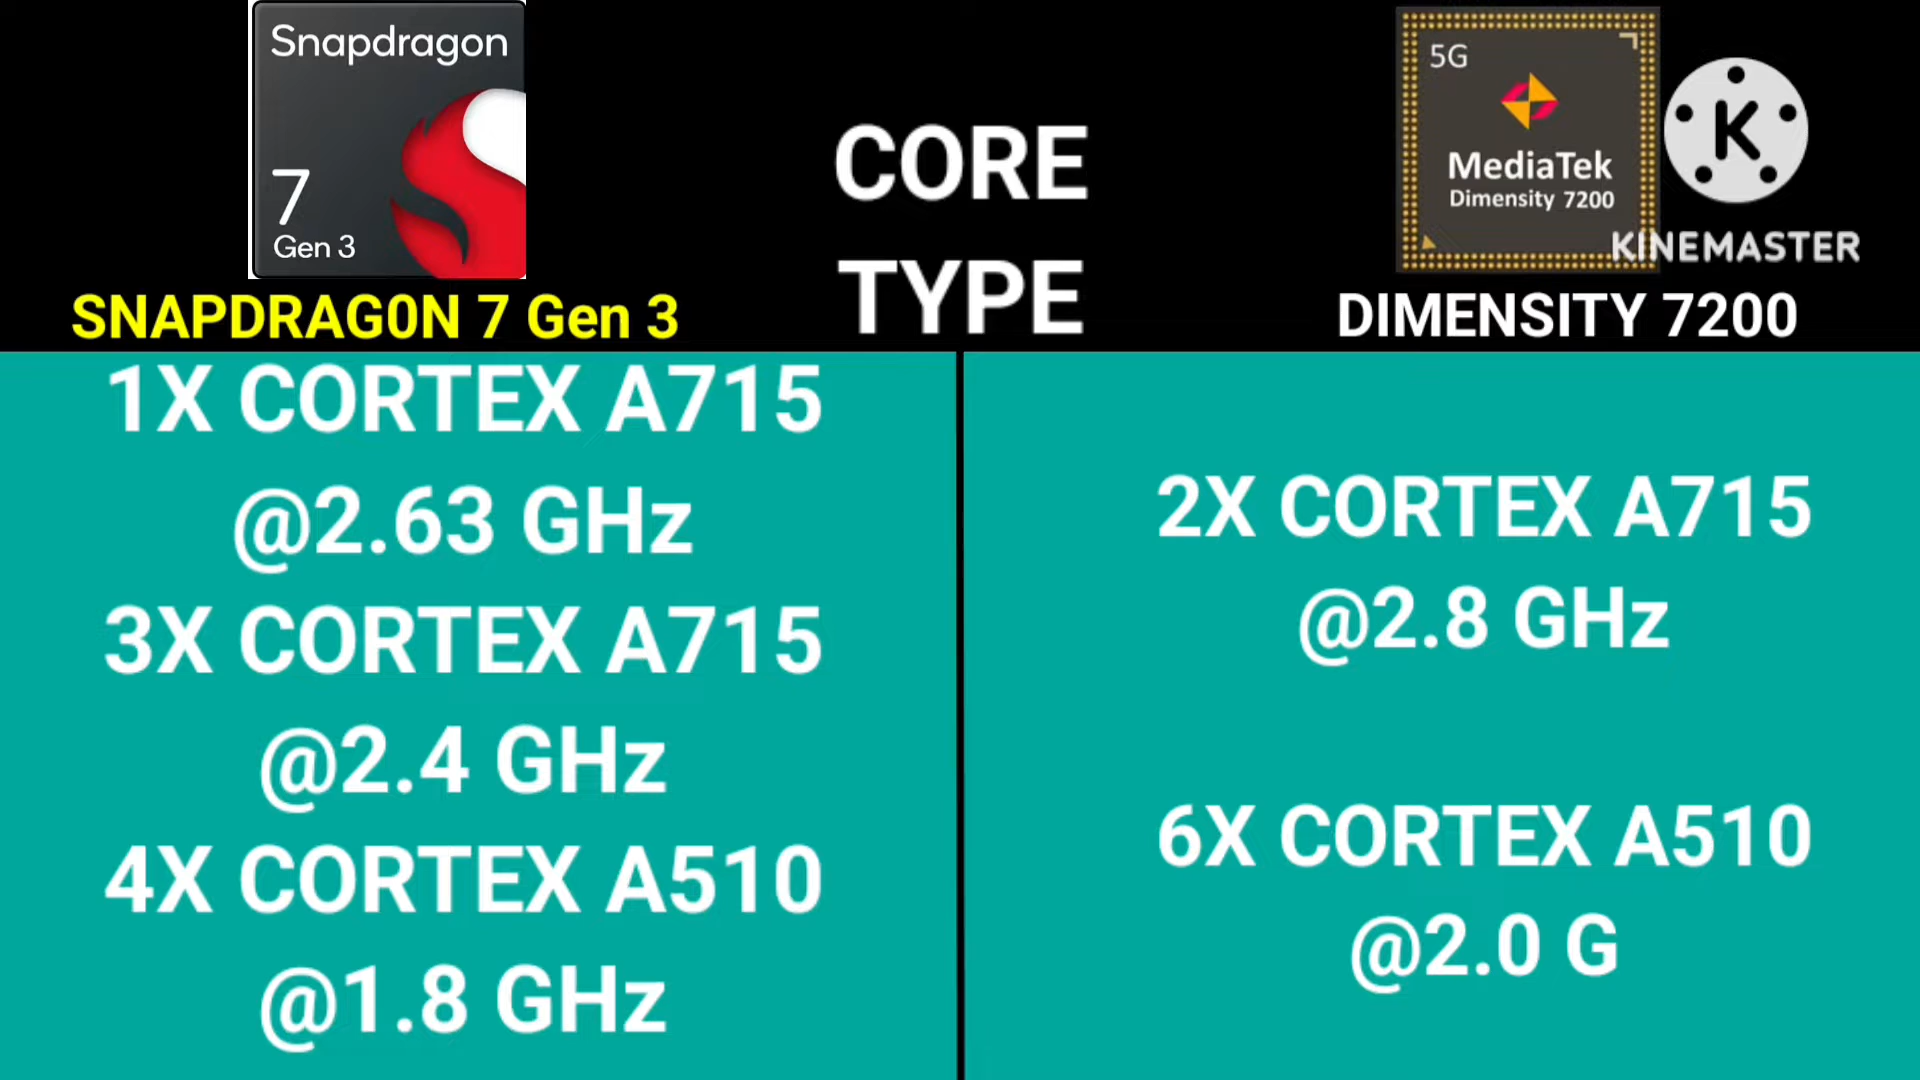 Snapdragon
7
Gen 3
SNAPDRAG0N 7 Gen 3
CORE
TYPE
5G
MediaTek
Dimensity 7200
K
KINEMASTER
DIMENSITY 7200
1X CORTEX A715
@2.63 GHz
3X CORTEX A715
@2.4 GHz
4X CORTEX A510
@1.8 GHz
2X CORTEX A715
@2.8 GHz
6X CORTEX A510
@2.0 G